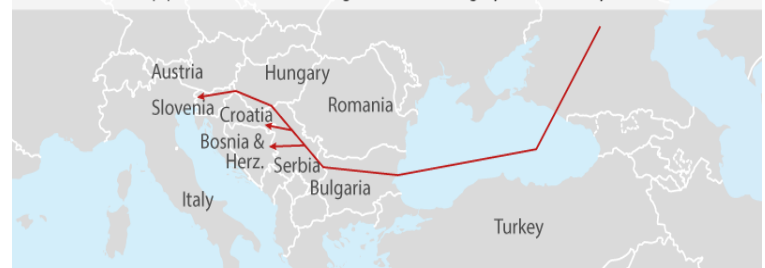 Austria
Hungary
Slovenia
Croatia
Romania
Bosnia &
Herz.
Serbia
Bulgaria
Italy
Turkey